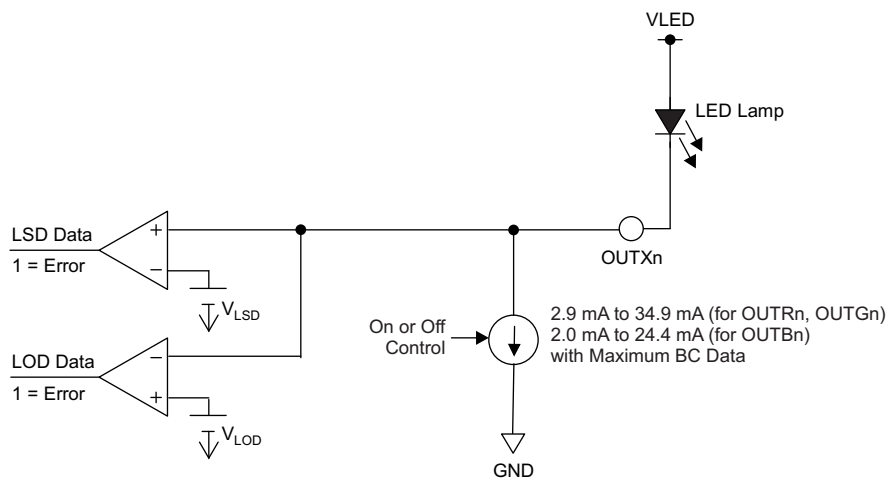 VLED
LED Lamp
LSD Data
1 = Error
+
−
VLSD
OUTXn
On or Off
Control
2.9 mA to 34.9 mA (for OUTRn, OUTGn)
2.0 mA to 24.4 mA (for OUTBn)
with Maximum BC Data
LOD Data
1 = Error
−
+
VLOD
GND